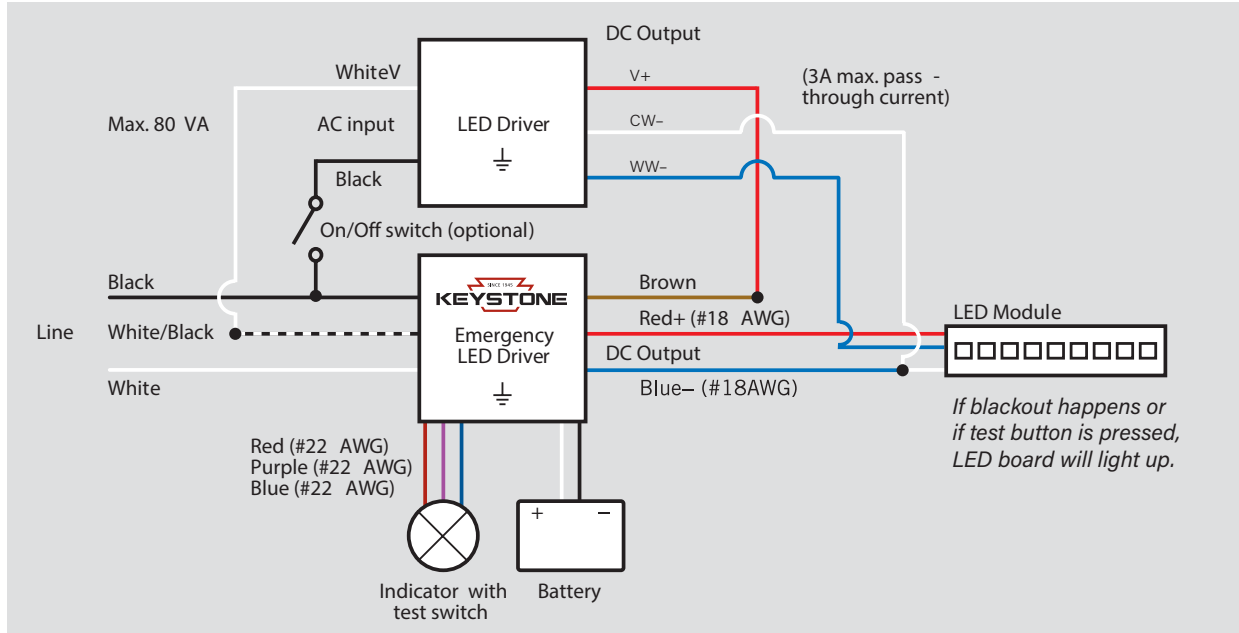 DC Output
WhiteV
V+
(3A max. pass -
through current)
Max. 80 VA
AC input
LED Driver
CW–
WW–
Black
On/Off switch (optional)
Black
SINCE 1945
KEYSTONE
Brown
Line
White/Black
Emergency
LED Driver
Red+ (#18 AWG)
LED Module
DC Output
White
Blue– (#18AWG)
If blackout happens or
if test button is pressed,
LED board will light up.
Red (#22 AWG)
Purple (#22 AWG)
Blue (#22 AWG)
+ –
Indicator with
test switch
Battery